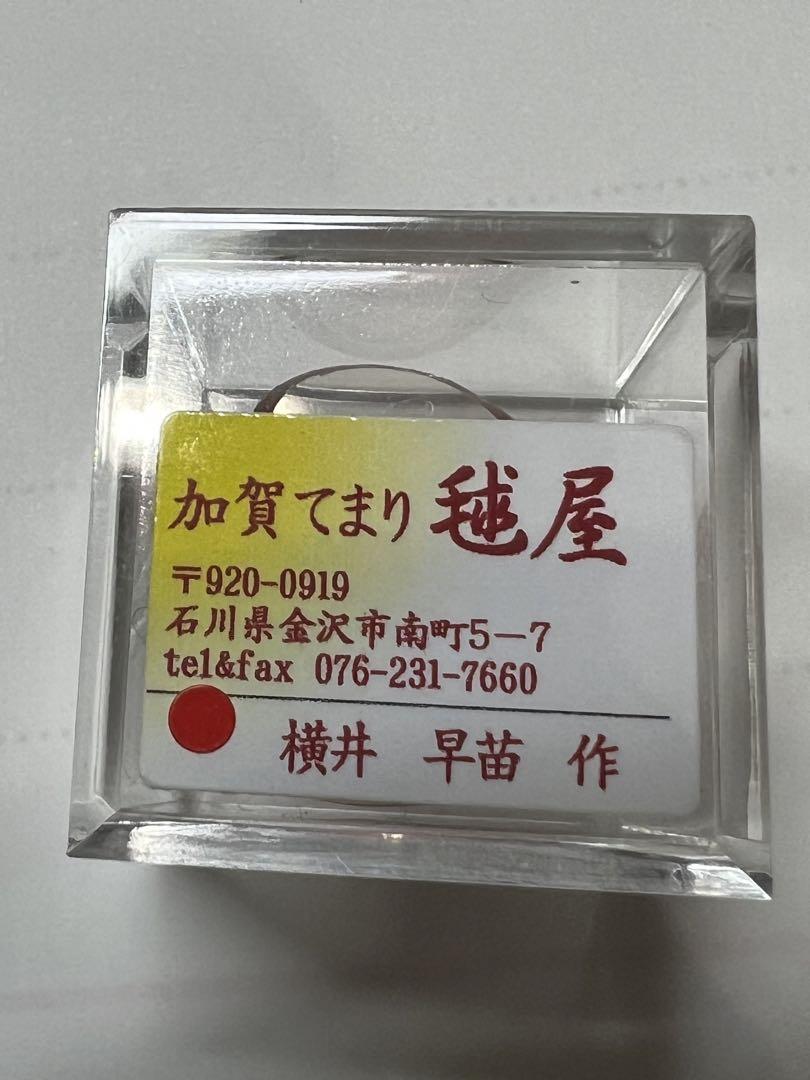 加賀てまり 毬屋
〒920-0919
石川県金沢市南町5-7
tel&fax 076-231-7660
横井 早苗 作